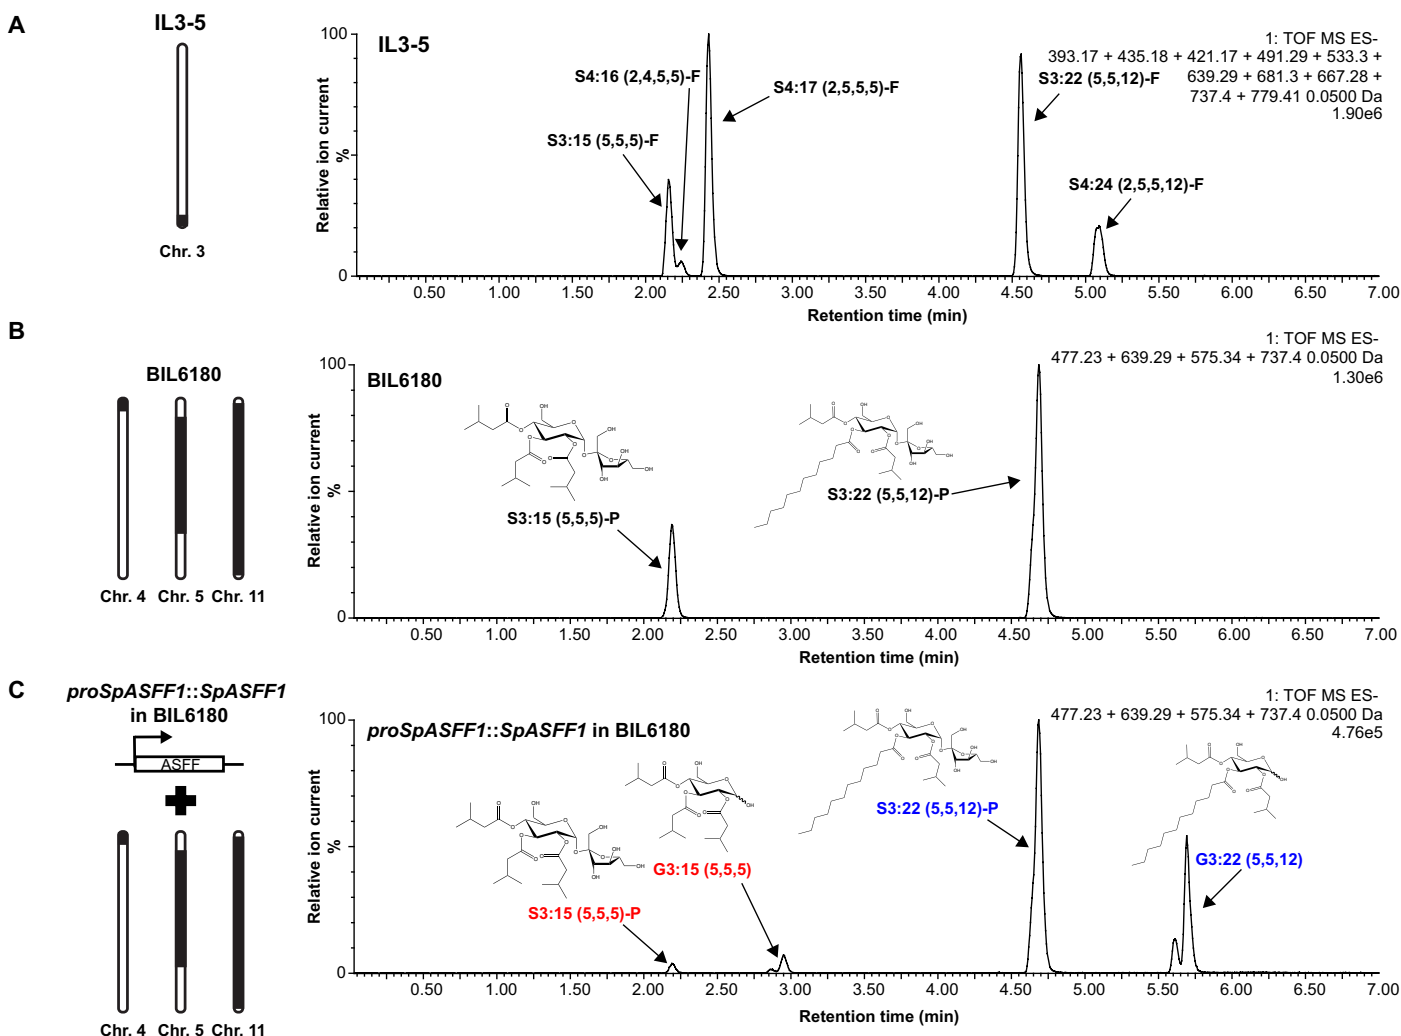 A
IL3-5
Chr. 3
IL3-5
1: TOF MS ES-
393.17 + 435.18 + 421.17 + 491.29 + 533.3 +
639.29 + 681.3 + 667.28 +
737.4 + 779.41 0.0500 Da
1.90e6
S4:16 (2,4,5,5)-F
S4:17 (2,5,5,5)-F
S3:22 (5,5,12)-F
S3:15 (5,5,5)-F
S4:24 (2,5,5,12)-F
Relative ion current
%
100
0
0.50 1.00 1.50 2.00 2.50 3.00 3.50 4.00 4.50 5.00 5.50 6.00 6.50 7.00
Retention time (min)
B
BIL6180
Chr. 4 Chr. 5 Chr. 11
BIL6180
1: TOF MS ES-
477.23 + 639.29 + 575.34 + 737.4 0.0500 Da
1.30e6
S3:15 (5,5,5)-P
S3:22 (5,5,12)-P
Relative ion current
%
100
0
0.50 1.00 1.50 2.00 2.50 3.00 3.50 4.00 4.50 5.00 5.50 6.00 6.50 7.00
Retention time (min)
C
proSpASFF1::SpASFF1
in BIL6180
ASFF
Chr. 4 Chr. 5 Chr. 11
proSpASFF1::SpASFF1 in BIL6180
1: TOF MS ES-
477.23 + 639.29 + 575.34 + 737.4 0.0500 Da
4.76e5
S3:22 (5,5,12)-P
G3:15 (5,5,5)
G3:22 (5,5,12)
S3:15 (5,5,5)-P
Relative ion current
%
100
0
0.50 1.00 1.50 2.00 2.50 3.00 3.50 4.00 4.50 5.00 5.50 6.00 6.50 7.00
Retention time (min)